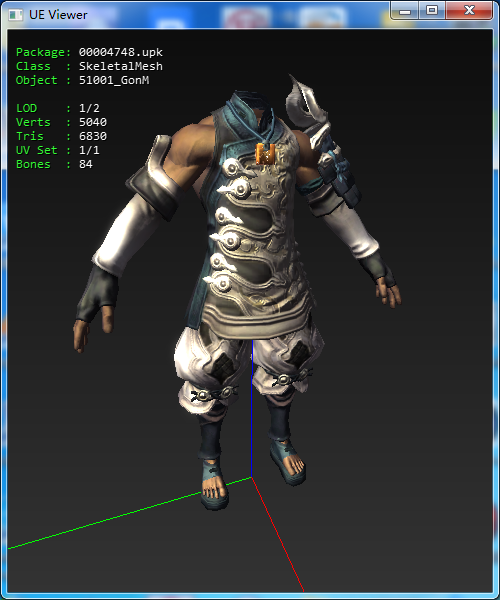 UE Viewer
Package: 00004748.upk
Class : SkeletalMesh
Object : 51001_GonM
LOD : 1/2
Verts : 5040
Tris : 6830
UV Set : 1/1
Bones : 84